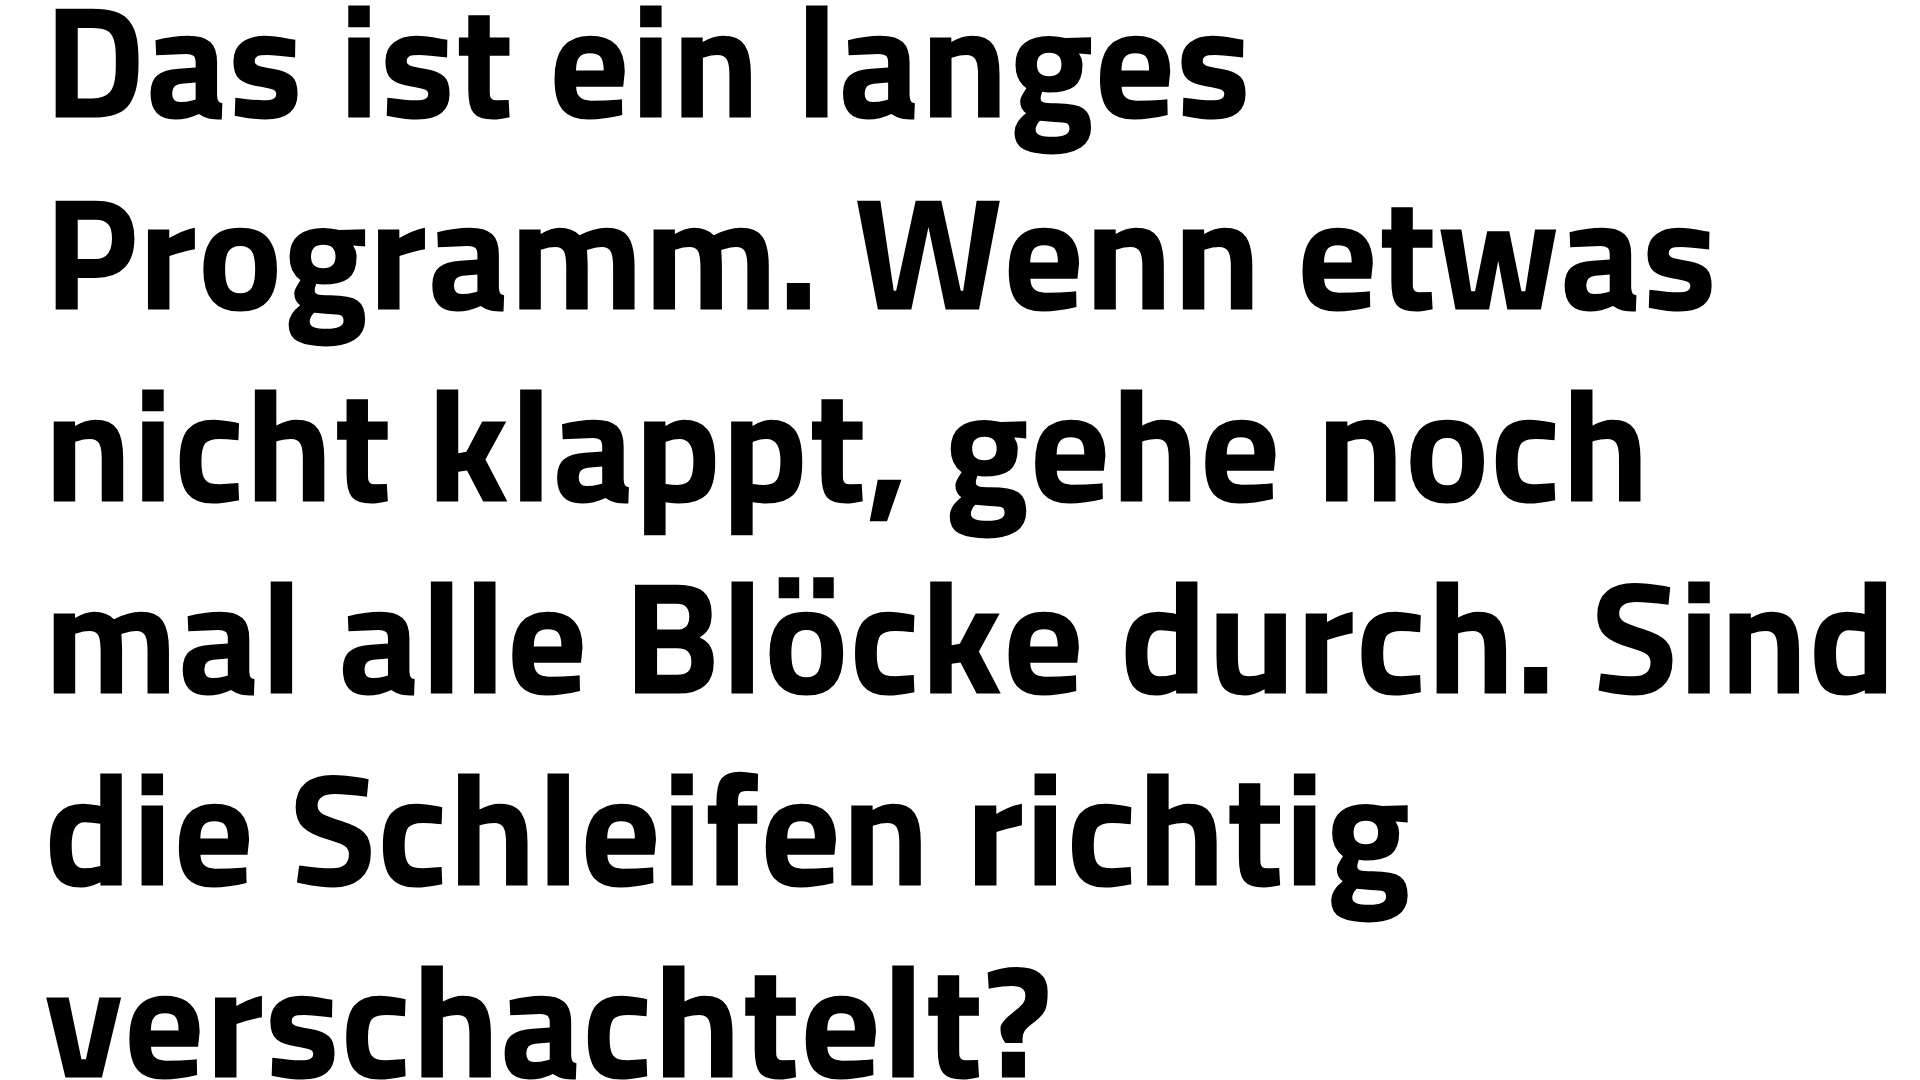 Das ist ein langes
Programm. Wenn etwas
nicht klappt, gehe noch
mal alle Blöcke durch. Sind
die Schleifen richtig
verschachtelt?